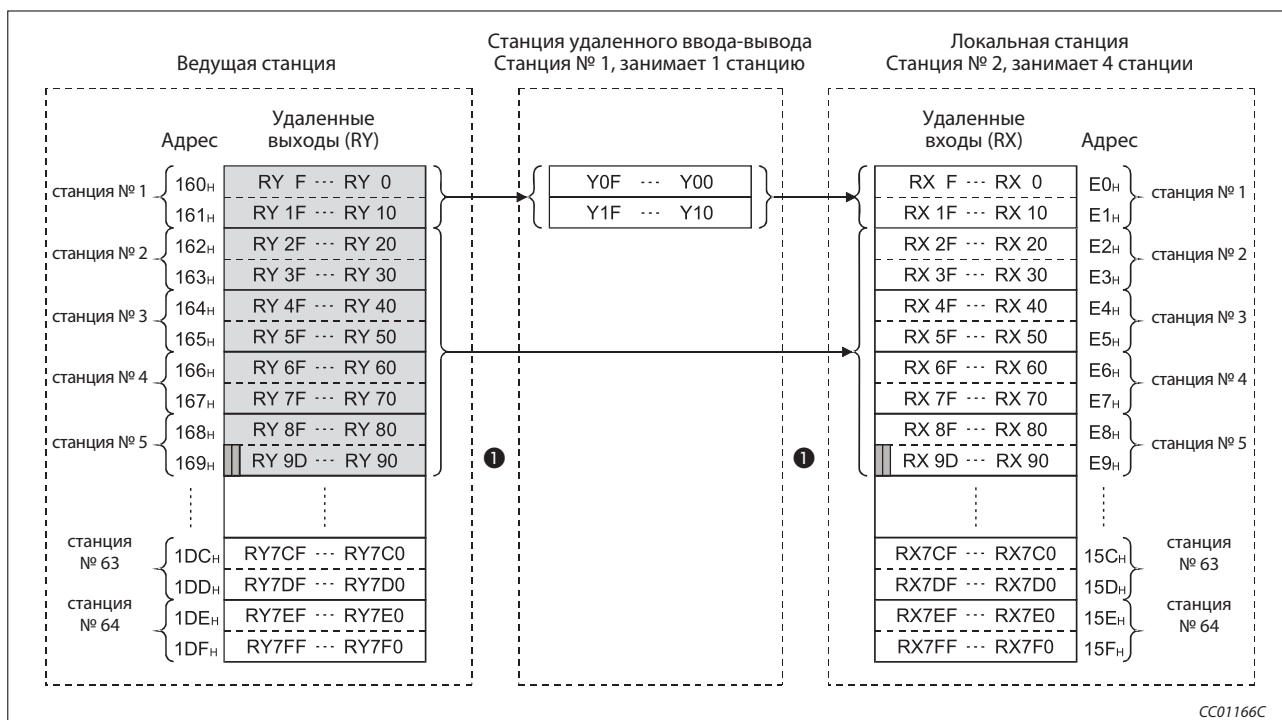 Ведущая станция
Адрес
Удаленные
выходы (RY)
станция № 1
160H RY F ··· RY 0
161H RY 1F ··· RY 10
станция № 2
162H RY 2F ··· RY 20
163H RY 3F ··· RY 30
станция № 3
164H RY 4F ··· RY 40
165H RY 5F ··· RY 50
станция № 4
166H RY 6F ··· RY 60
167H RY 7F ··· RY 70
станция № 5
168H RY 8F ··· RY 80
169H RY 9D ··· RY 90
❶
станция
№ 63
1DCH RY7CF ··· RY7C0
1DDH RY7DF ··· RY7D0
станция
№ 64
1DEH RY7EF ··· RY7E0
1DFH RY7FF ··· RY7F0
Станция удаленного ввода-вывода
Станция № 1, занимает 1 станцию
Y0F ··· Y00
Y1F ··· Y10
Локальная станция
Станция № 2, занимает 4 станции
Удаленные
входы (RX)
Адрес
RX F ··· RX 0 E0H
RX 1F ··· RX 10 E1H
станция № 1
RX 2F ··· RX 20 E2H
RX 3F ··· RX 30 E3H
станция № 2
RX 4F ··· RX 40 E4H
RX 5F ··· RX 50 E5H
станция № 3
RX 6F ··· RX 60 E6H
RX 7F ··· RX 70 E7H
станция № 4
RX 8F ··· RX 80 E8H
❶
RX 9D ··· RX 90 E9H
станция № 5
RX7CF ··· RX7C0 15CH
RX7DF ··· RX7D0 15DH
станция
№ 63
RX7EF ··· RX7E0 15EH
RX7FF ··· RX7F0 15FH
станция
№ 64
CC01166C